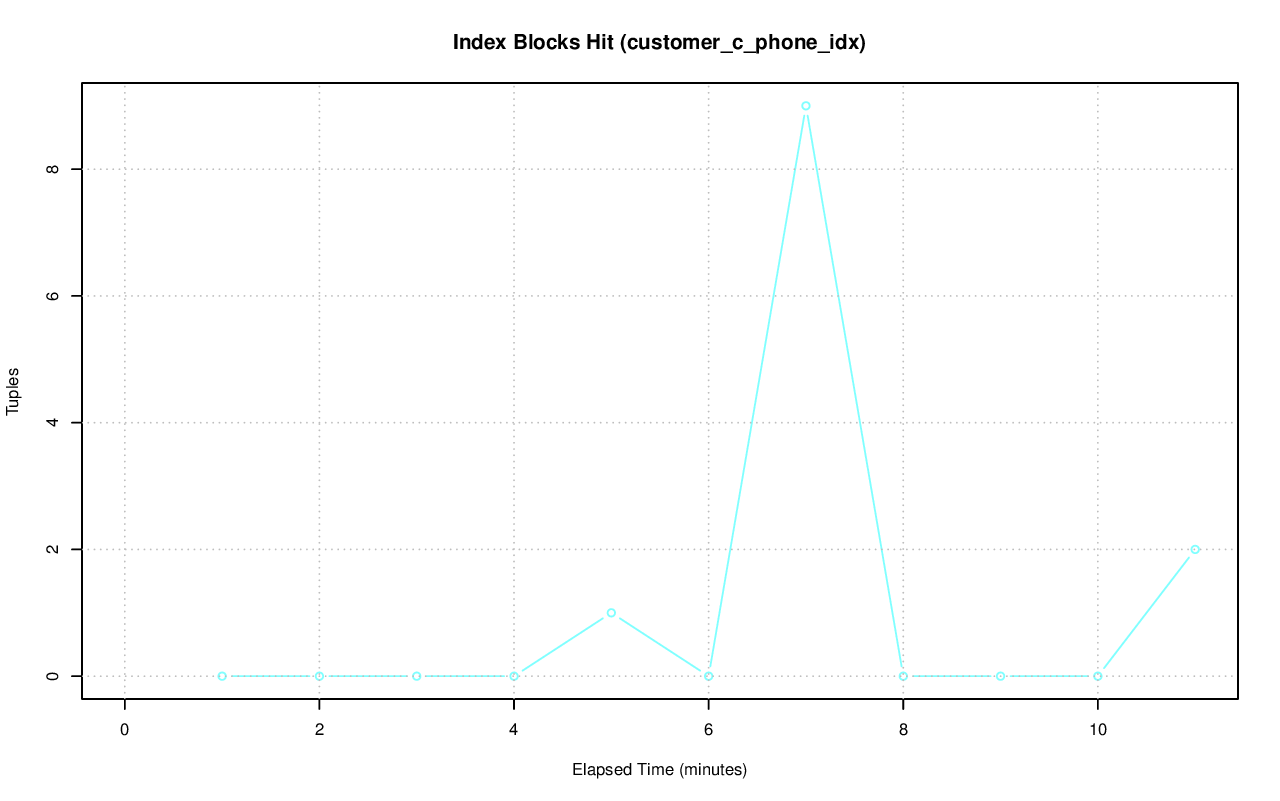 Index Blocks Hit (customer_c_phone_idx)
Tuples
8
6
4
2
0
0 2 4 6 8 10
Elapsed Time (minutes)